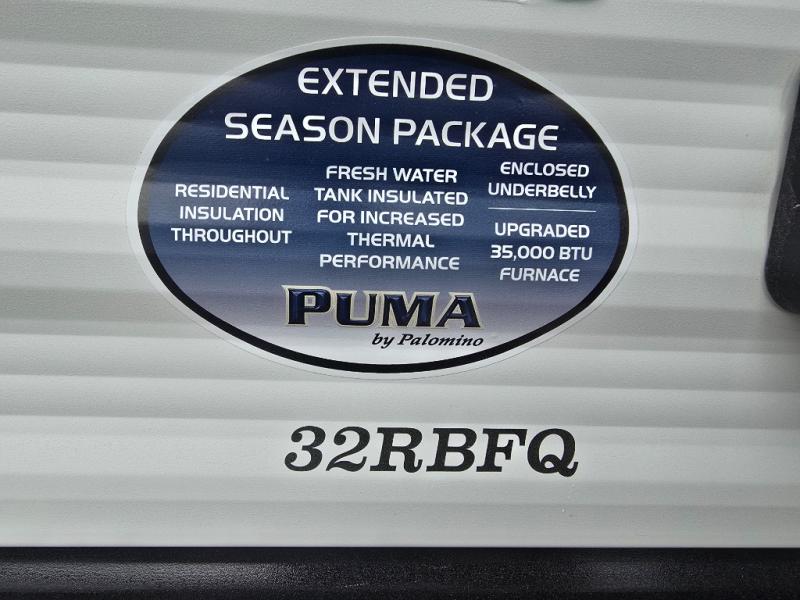 EXTENDED
SEASON PACKAGE
RESIDENTIAL
INSULATION
THROUGHOUT
FRESH WATER
TANK INSULATED
FOR INCREASED
THERMAL
PERFORMANCE
ENCLOSED
UNDERBELLY
UPGRADED
35,000 BTU
FURNACE
PUMA
by Palomino
32RBFQ